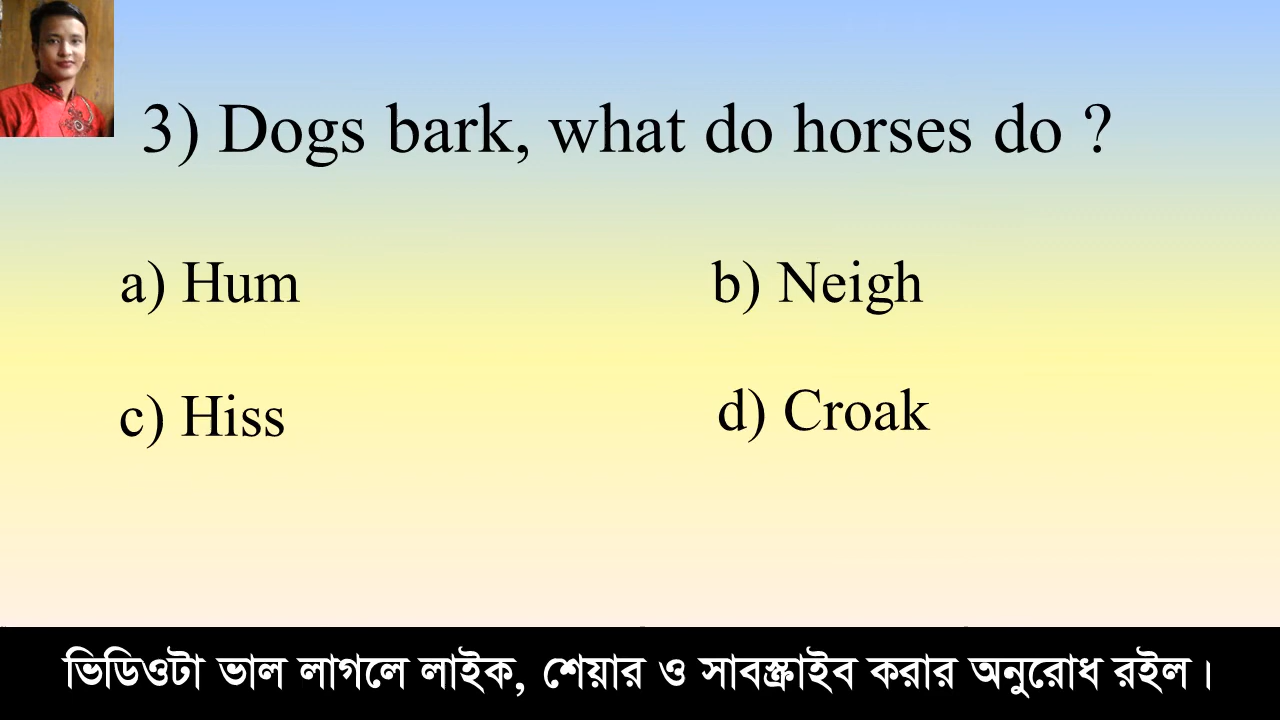 3) Dogs bark, what do horses do ?
a) Hum
b) Neigh
c) Hiss
d) Croak
ভিডিওটা ভাল লাগলে লাইক, শেয়ার ও সাবস্ক্রাইব করার অনুরোধ রইল।